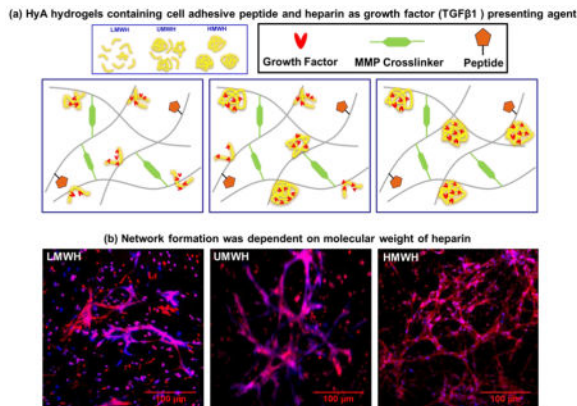 (a) HyA hydrogels containing cell adhesive peptide and heparin as growth factor (TGFβ1 ) presenting agent
LMWH UMWH HMWH
Growth Factor MMP Crosslinker Peptide
(b) Network formation was dependent on molecular weight of heparin
LMWH UMWH HMWH
100 µm 100 µm 100 µm